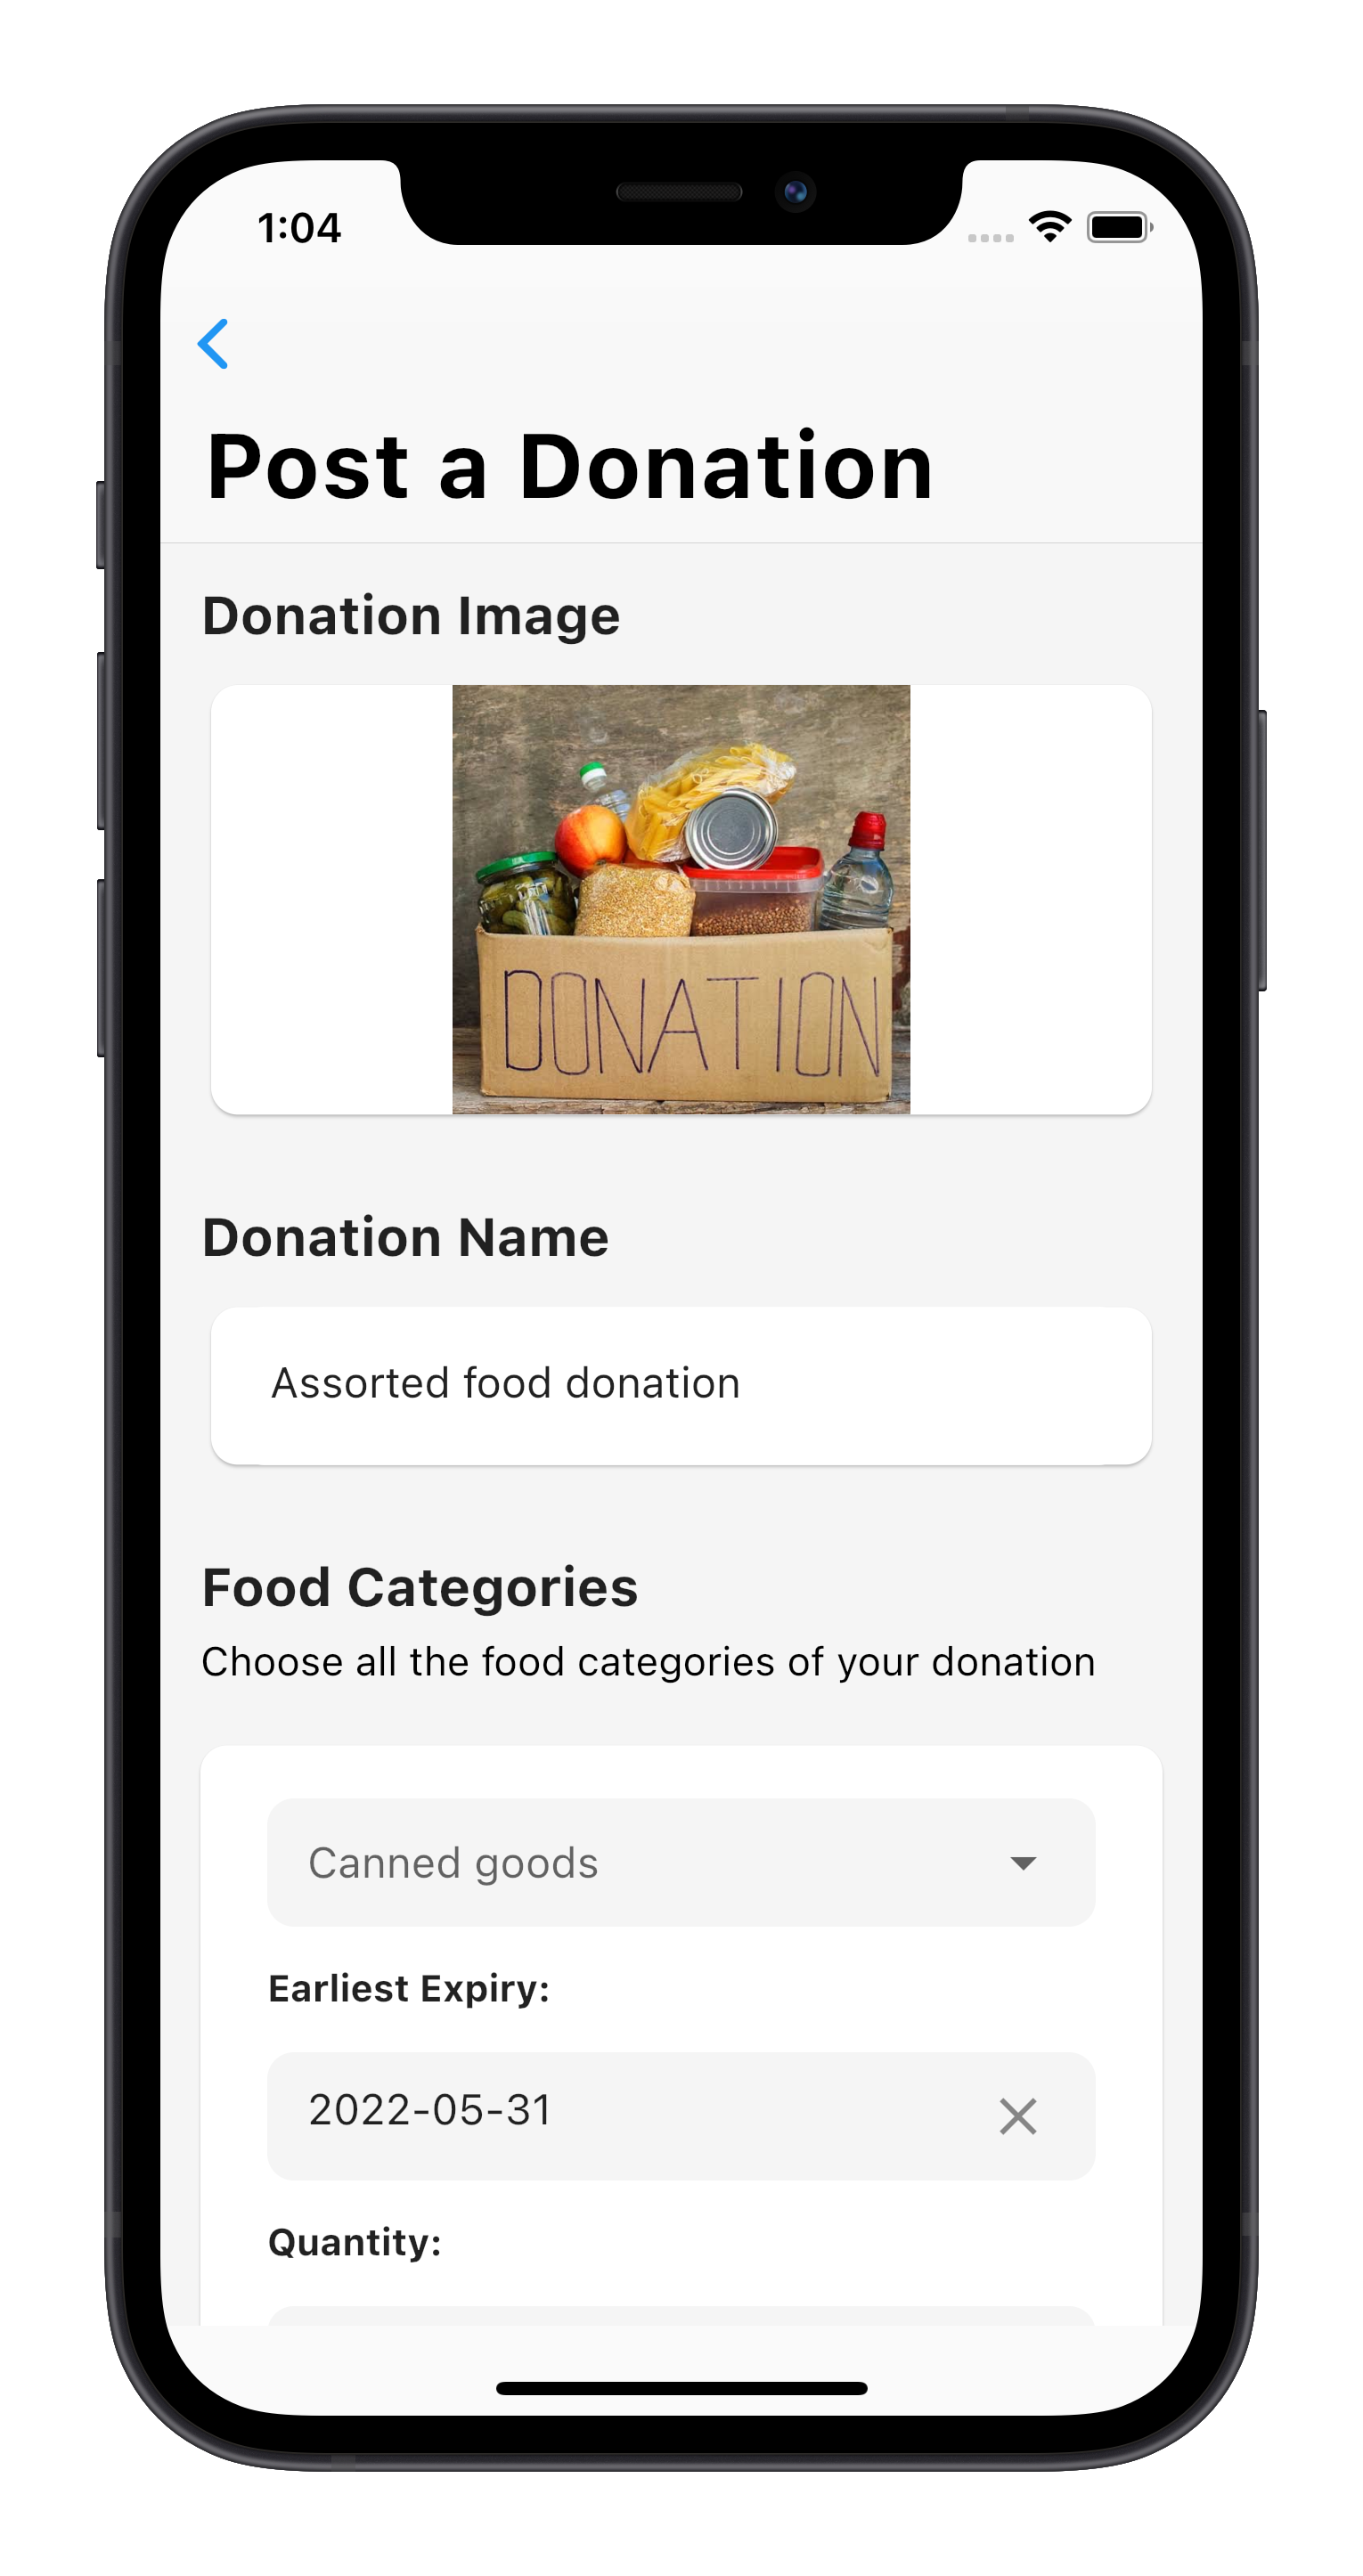 1:04
Post a Donation
Donation Image
DONATION
Donation Name
Assorted food donation
Food Categories
Choose all the food categories of your donation
Canned goods
Earliest Expiry:
2022-05-31
Quantity: